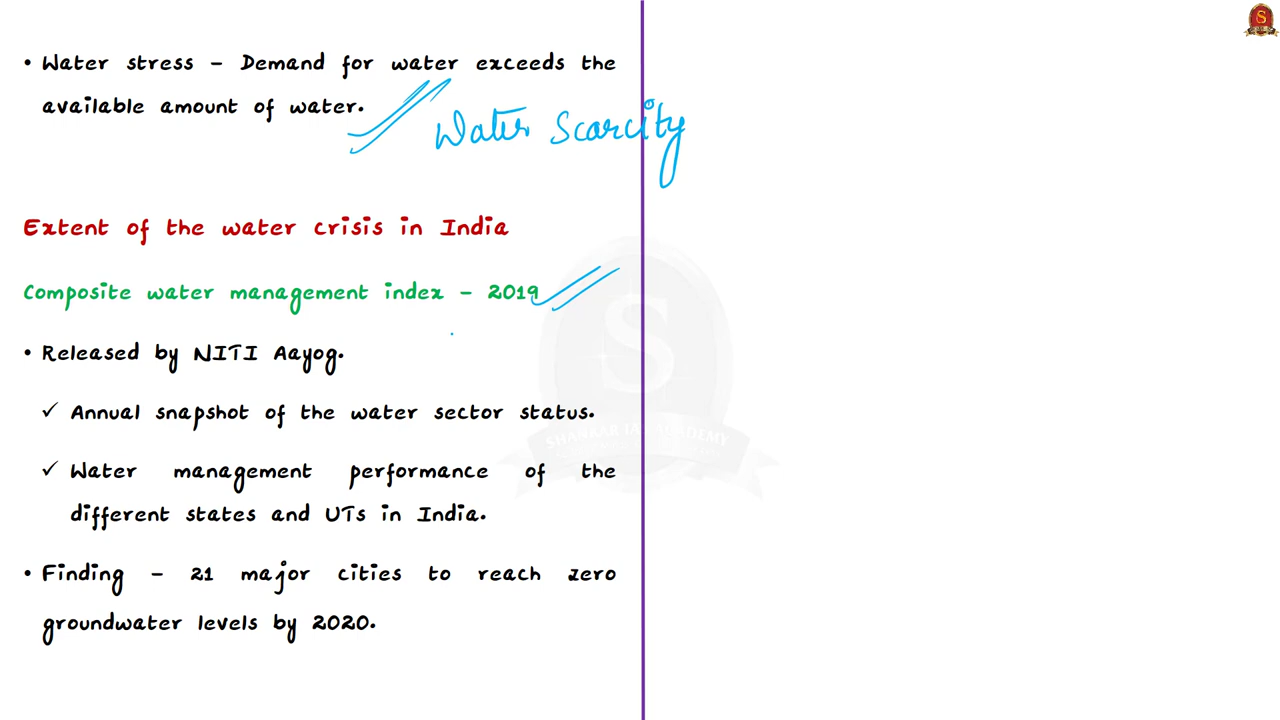 • Water stress – Demand for water exceeds the
available amount of water.
Water Scarcity
Extent of the water crisis in India
Composite water management index – 2019
• Released by NITI Aayog.
✓ Annual snapshot of the water sector status.
✓ Water management performance of the
different states and UTs in India.
• Finding – 21 major cities to reach zero
groundwater levels by 2020.
S
SHANKAR IAS ACADEMY